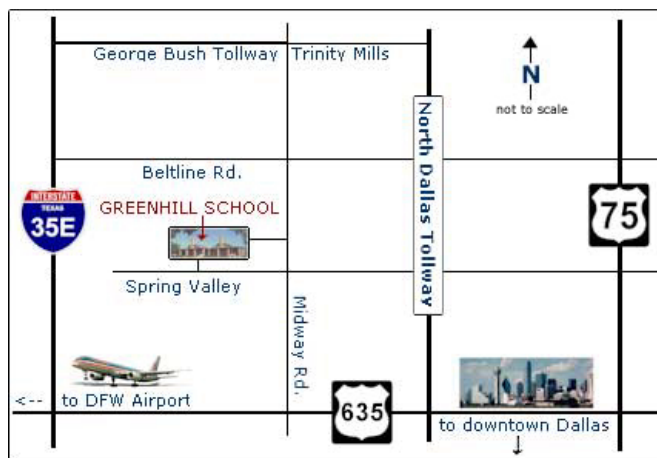 George Bush Tollway
Trinity Mills
N
not to scale
North Dallas Tollway
Beltline Rd.
INTERSTATE
TEXAS
35E
GREENHILL SCHOOL
75
Spring Valley
Midway Rd.
<-- to DFW Airport
635
to downtown Dallas